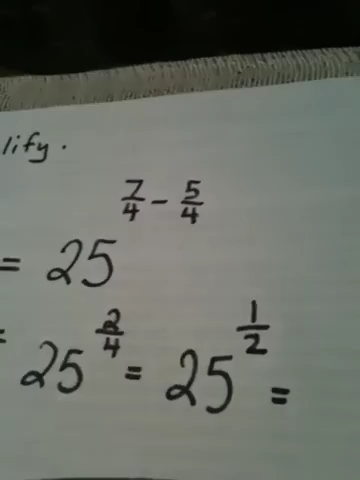 lify.
= 25^(7/4 - 5/4)
= 25^(2/4) = 25^(1/2) =